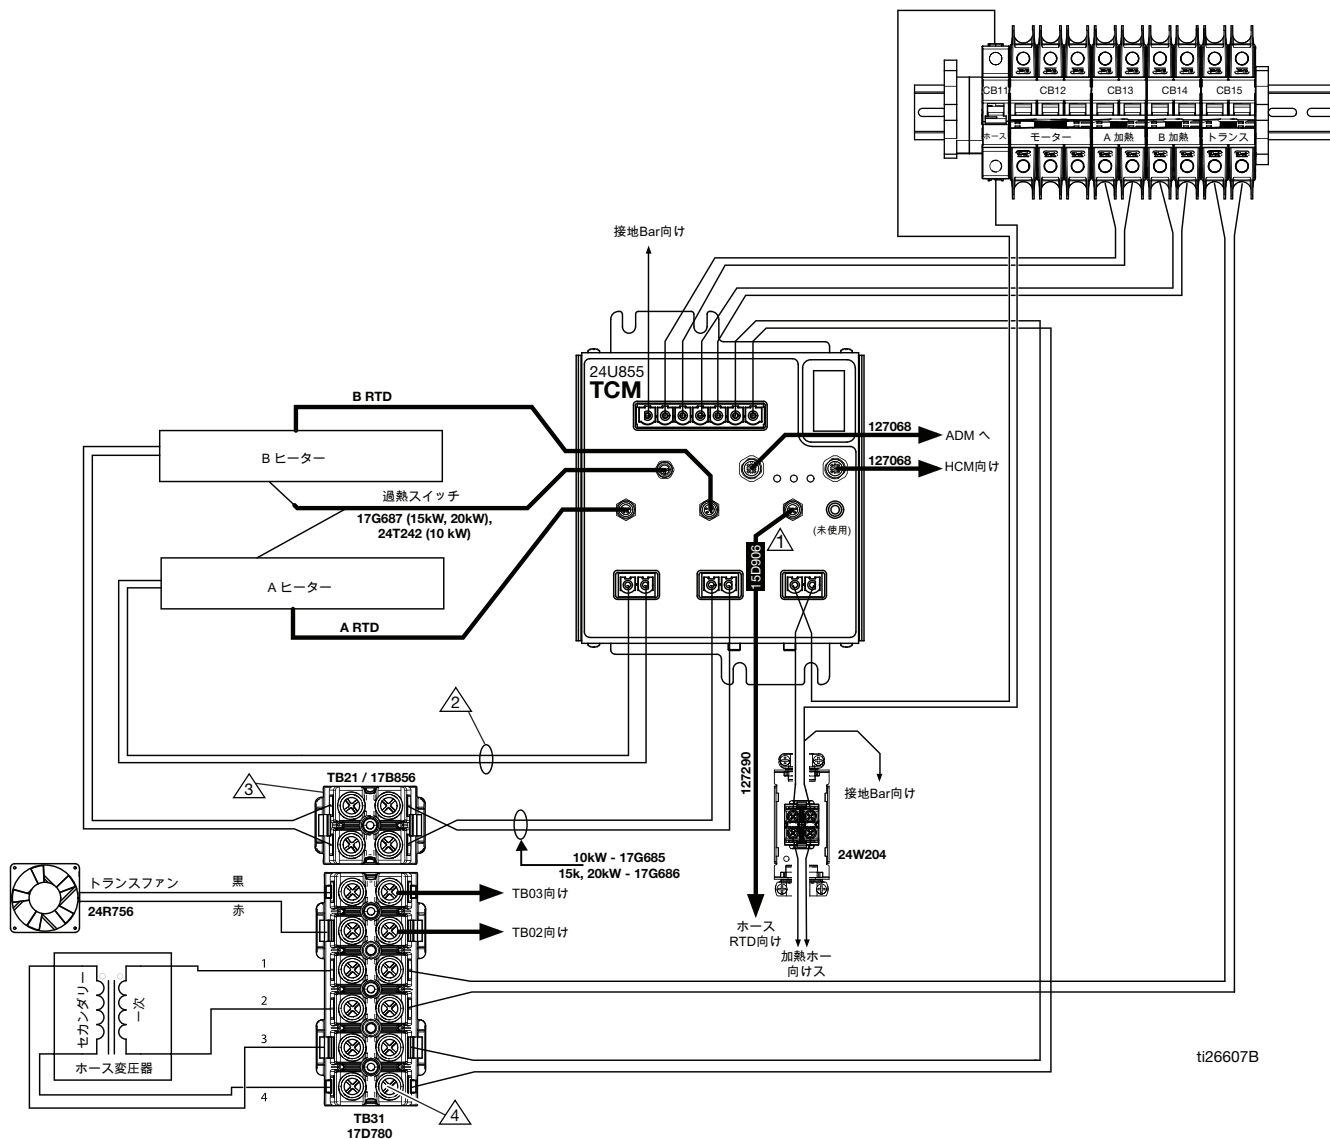 CB11
CB12
CB13
CB14
CB15
ホース
モーター
A 加熱
B 加熱
トランス
接地Bar向け
24U855
TCM
B RTD
B ヒーター
過熱スイッチ
17G687 (15kW, 20kW),
24T242 (10 kW)
A ヒーター
A RTD
127068
ADM へ
127068
HCM向け
(未使用)
1
15D906
2
3
TB21 / 17B856
127290
接地Bar向け
24W204
10kW - 17G685
15k, 20kW - 17G686
トランスファン
24R756
黒
赤
TB03向け
TB02向け
ホース
RTD向け
加熱ホー
向けス
1
2
3
4
セカンダリー
一次
ホース変圧器
4
TB31
17D780
ti26607B